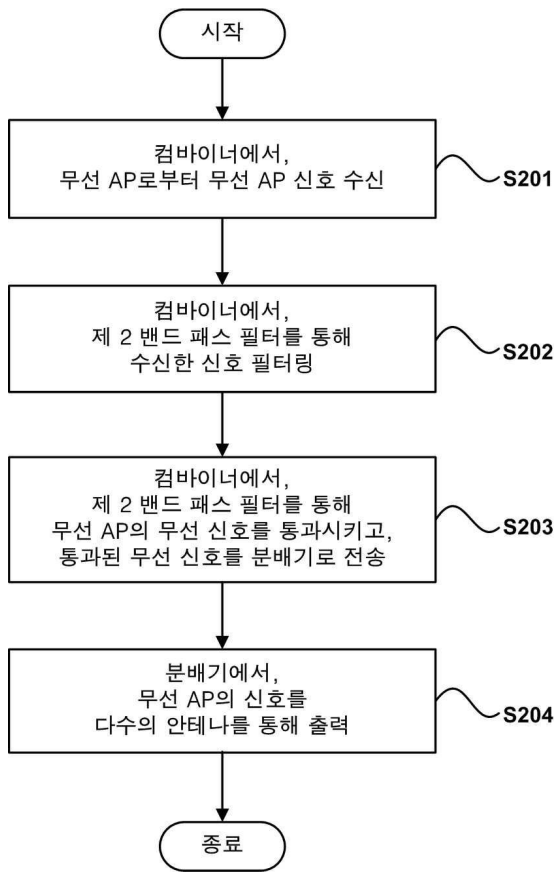 시작
컴바이너에서,
무선 AP로부터 무선 AP 신호 수신
S201
컴바이너에서,
제 2 밴드 패스 필터를 통해
수신한 신호 필터링
S202
컴바이너에서,
제 2 밴드 패스 필터를 통해
무선 AP의 무선 신호를 통과시키고,
통과된 무선 신호를 분배기로 전송
S203
분배기에서,
무선 AP의 신호를
다수의 안테나를 통해 출력
S204
종료